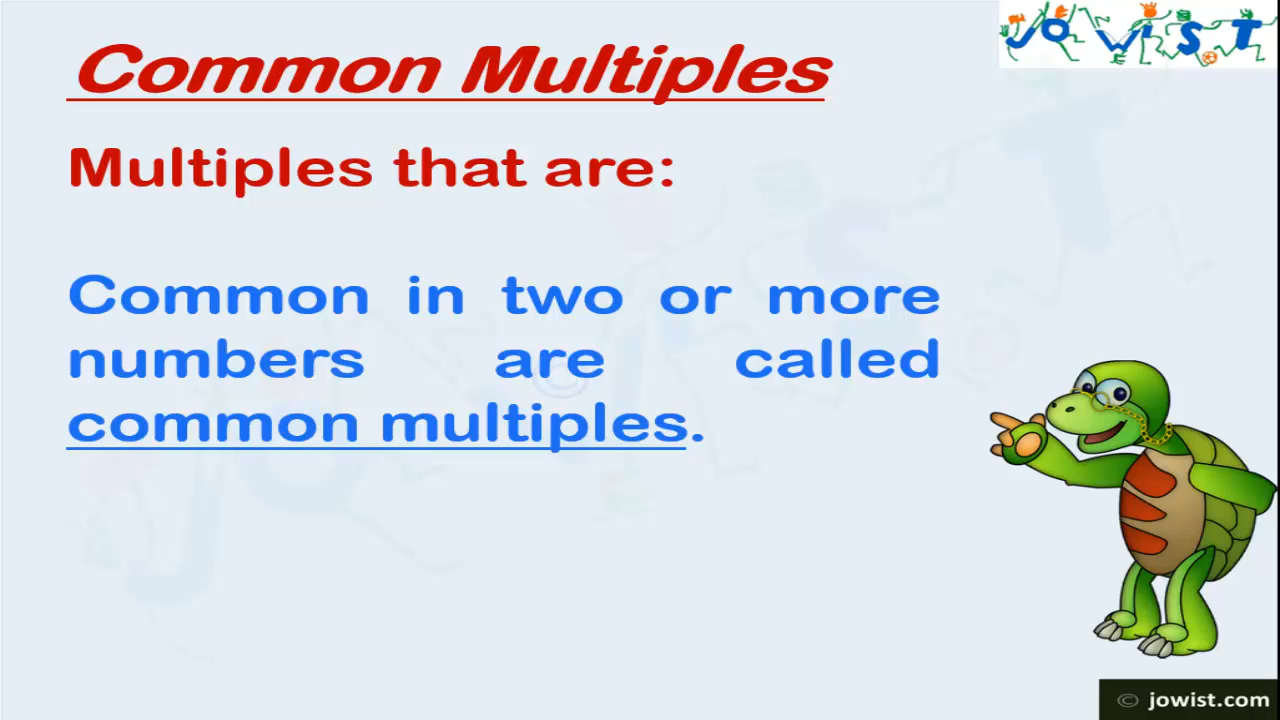 JOWIST
Common Multiples
Multiples that are:
Common in two or more
numbers are called
common multiples.
© jowist.com